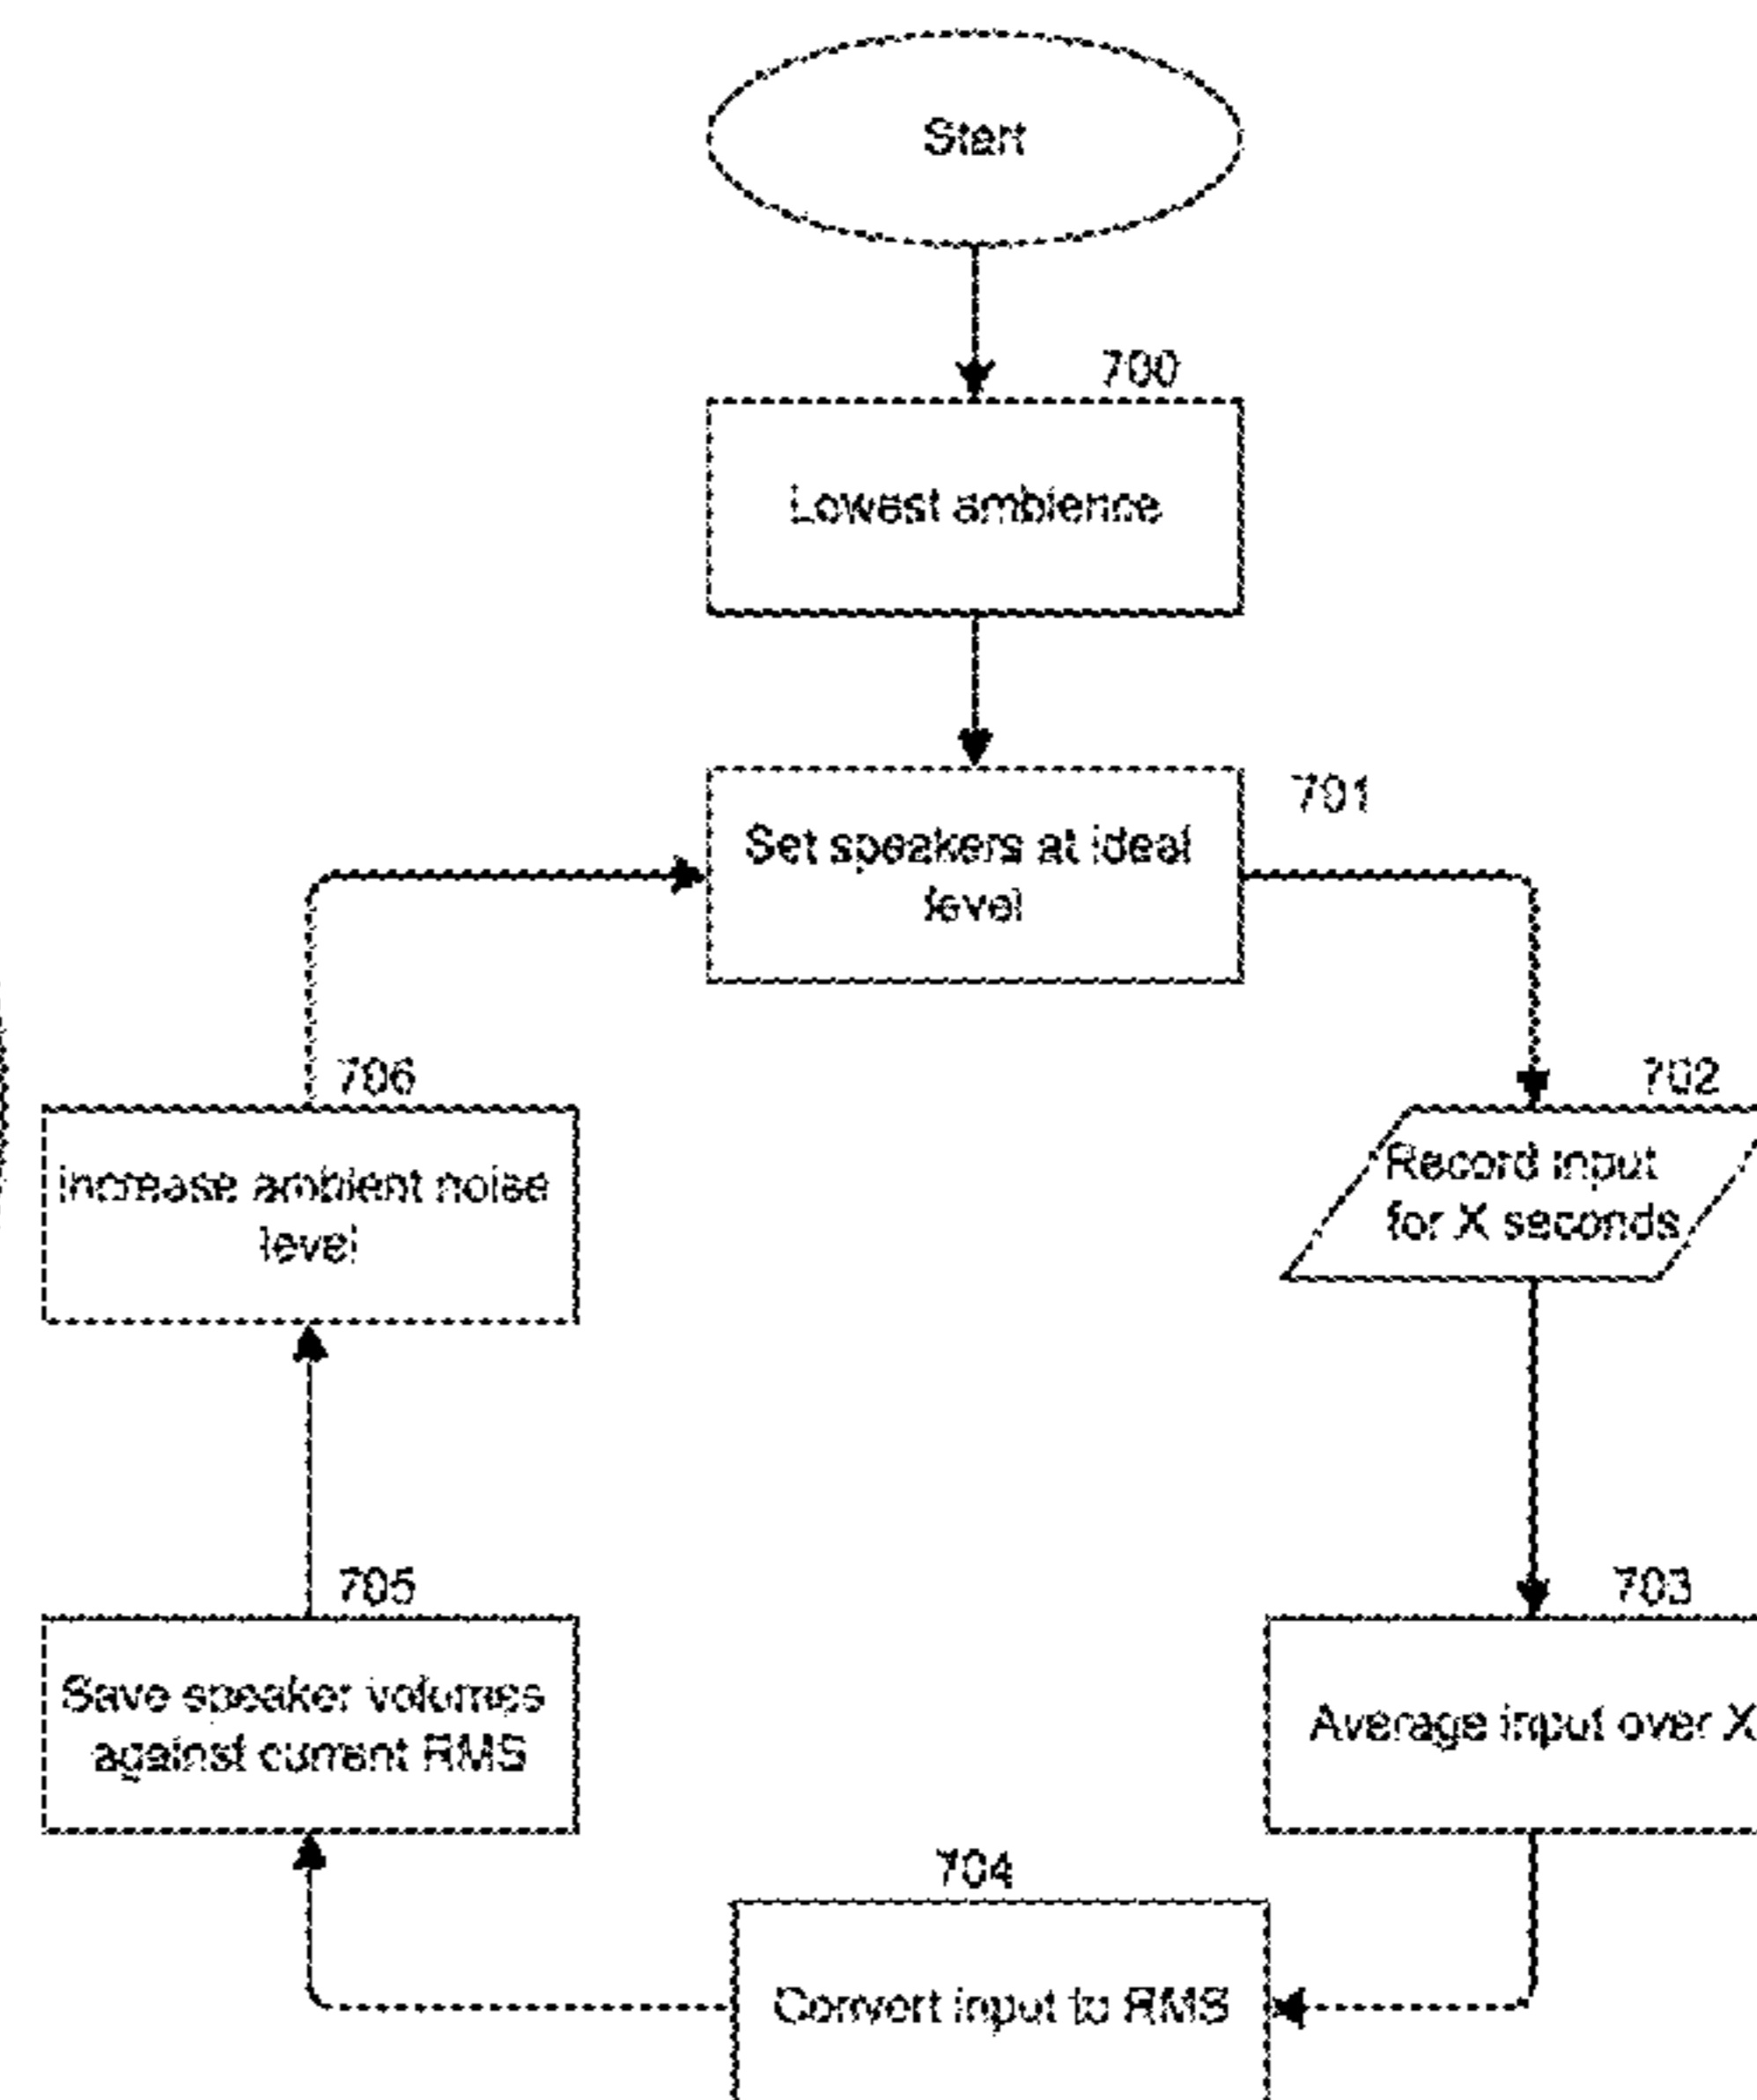 Start
700
Lowest ambience
701
Set speakers at ideal
level
706
702
Increase ambient noise
level
Record input
for X seconds
705
703
Save speaker volumes
against current RMS
Average input over X
704
Convert input to RMS